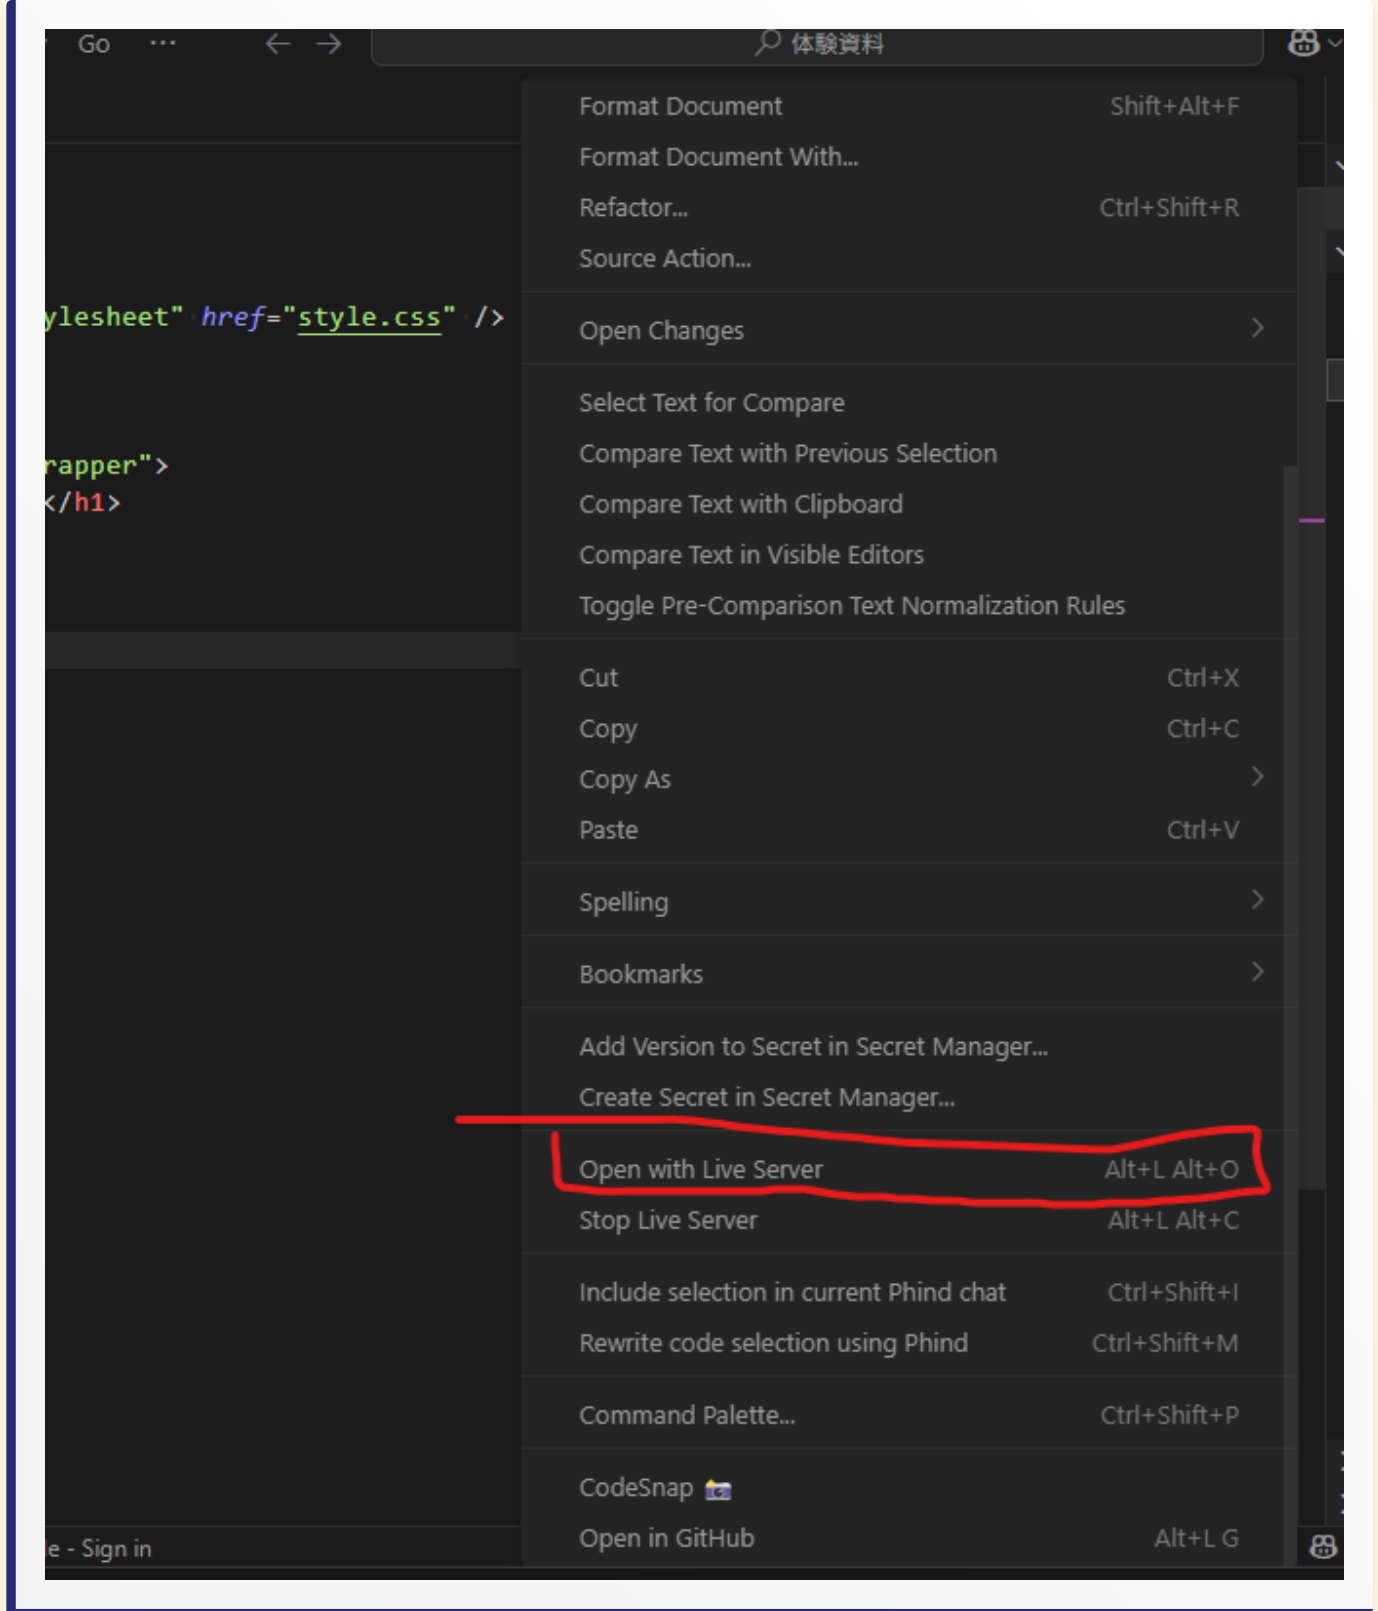 Go ···
体験資料
Format Document Shift+Alt+F
Format Document With...
Refactor... Ctrl+Shift+R
Source Action...
ylesheet" href="style.css" />
Open Changes
Select Text for Compare
Compare Text with Previous Selection
rapper">
Compare Text with Clipboard
</h1>
Compare Text in Visible Editors
Toggle Pre-Comparison Text Normalization Rules
Cut Ctrl+X
Copy Ctrl+C
Copy As
Paste Ctrl+V
Spelling
Bookmarks
Add Version to Secret in Secret Manager...
Create Secret in Secret Manager...
Open with Live Server Alt+L Alt+O
Stop Live Server Alt+L Alt+C
Include selection in current Phind chat Ctrl+Shift+I
Rewrite code selection using Phind Ctrl+Shift+M
Command Palette... Ctrl+Shift+P
CodeSnap 📸
Open in GitHub Alt+L G
e - Sign in